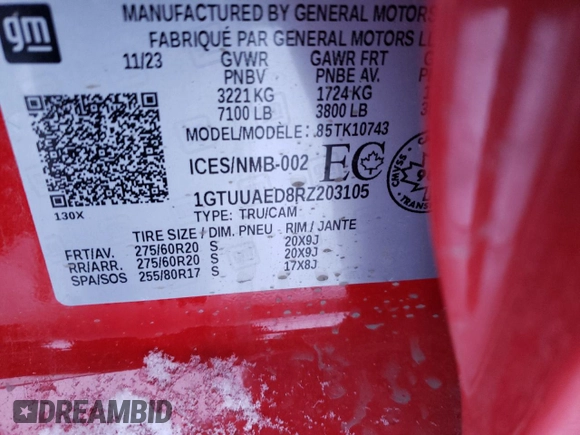 gm
MANUFACTURED BY GENERAL MOTORS
FABRIQUÉ PAR GENERAL MOTORS
11/23 GVWR GAWR FRT
PNBV PNBE AV.
3221 KG 1724 KG
7100 LB 3800 LB
MODEL/MODÈLE: .85TK10743
ICES/NMB-002 EC
1GTUUAED8RZ203105
130X
TYPE: TRU/CAM
TIRE SIZE / DIM. PNEU RIM / JANTE
FRT/AV. 275/60R20 S 20X9J
RR/ARR. 275/60R20 S 20X9J
SPA/SOS 255/80R17 S 17X8J
DREAMBID